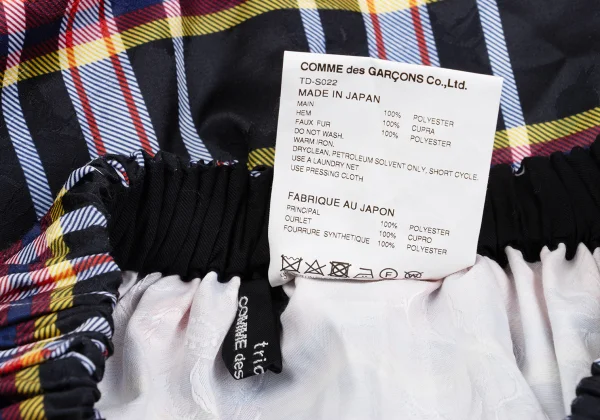 COMME des GARÇONS Co.,Ltd.
TD-S022
MADE IN JAPAN
MAIN 100% POLYESTER
HEM 100% CUPRA
FAUX FUR 100% POLYESTER
DO NOT WASH.
WARM IRON.
DRYCLEAN, PETROLEUM SOLVENT ONLY, SHORT CYCLE.
USE A LAUNDRY NET
USE PRESSING CLOTH
FABRIQUE AU JAPON
PRINCIPAL 100% POLYESTER
OURLET 100% CUPRO
FOURRURE SYNTHETIQUE 100% POLYESTER
tric
COMME des